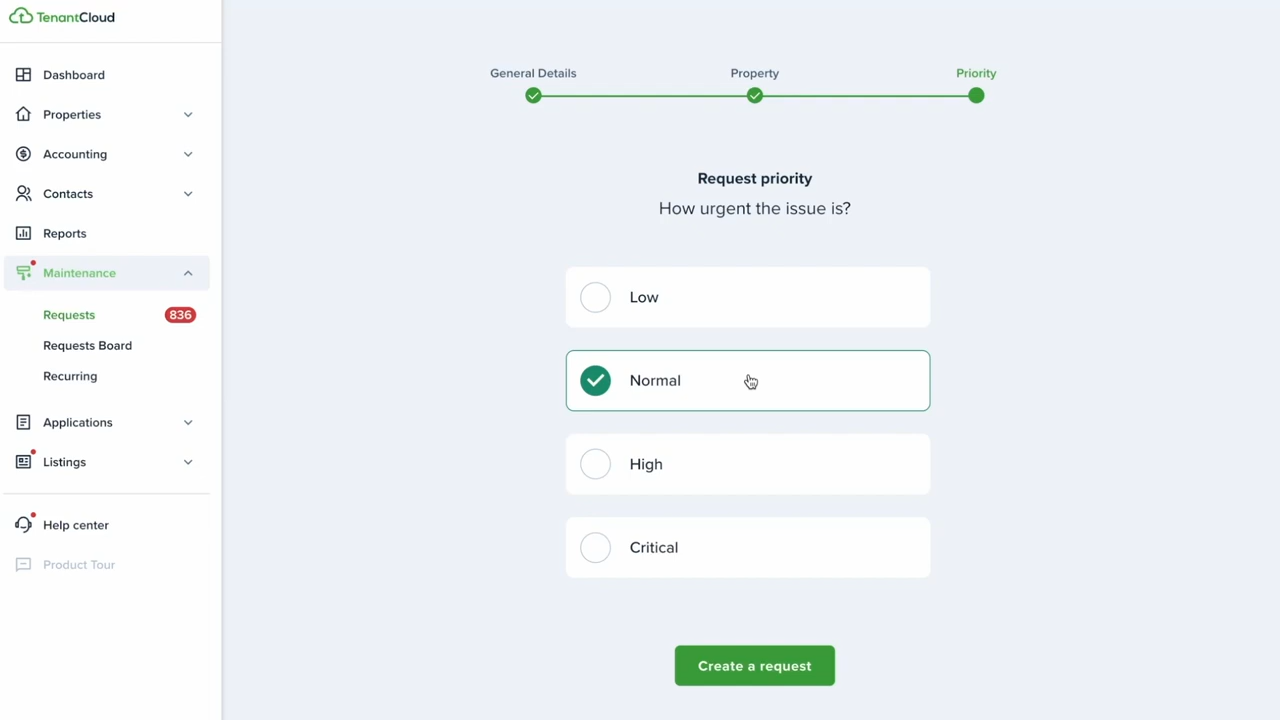 TenantCloud
Dashboard
Properties
Accounting
Contacts
Reports
Maintenance
Requests 836
Requests Board
Recurring
Applications
Listings
Help center
Product Tour
General Details Property Priority
Request priority
How urgent the issue is?
Low
Normal
High
Critical
Create a request